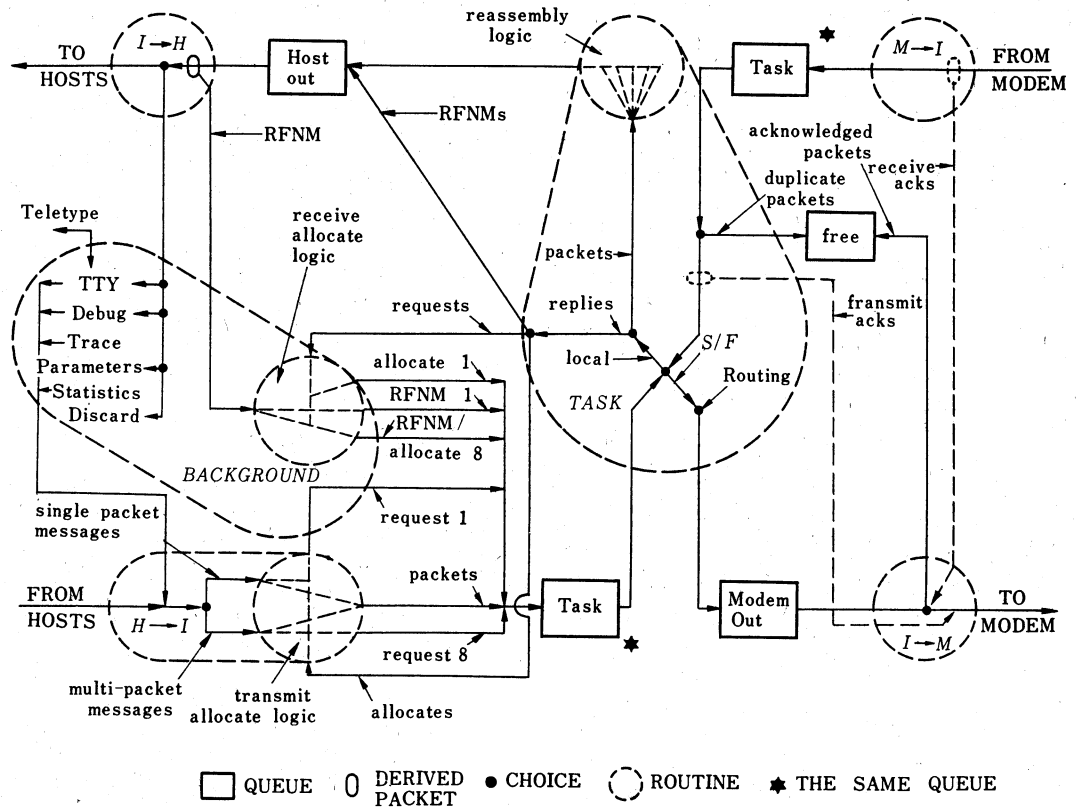 reassembly
logic
I→H
TO
HOSTS
Host
out
Task
M→I
FROM
MODEM
RFNM
RFNMs
acknowledged
packets
receive
acks
duplicate
packets
free
Teletype
receive
allocate
logic
packets
TTY
Debug
Trace
Parameters
Statistics
Discard
requests
replies
transmit
acks
local
S/F
Routing
TASK
allocate 1
RFNM 1
RFNM/
allocate 8
BACKGROUND
request 1
single packet
messages
packets
FROM
HOSTS
H→I
Task
Modem
Out
TO
MODEM
I→M
request 8
multi-packet
messages
transmit
allocate logic
allocates
QUEUE
DERIVED
PACKET
CHOICE
ROUTINE
THE SAME QUEUE